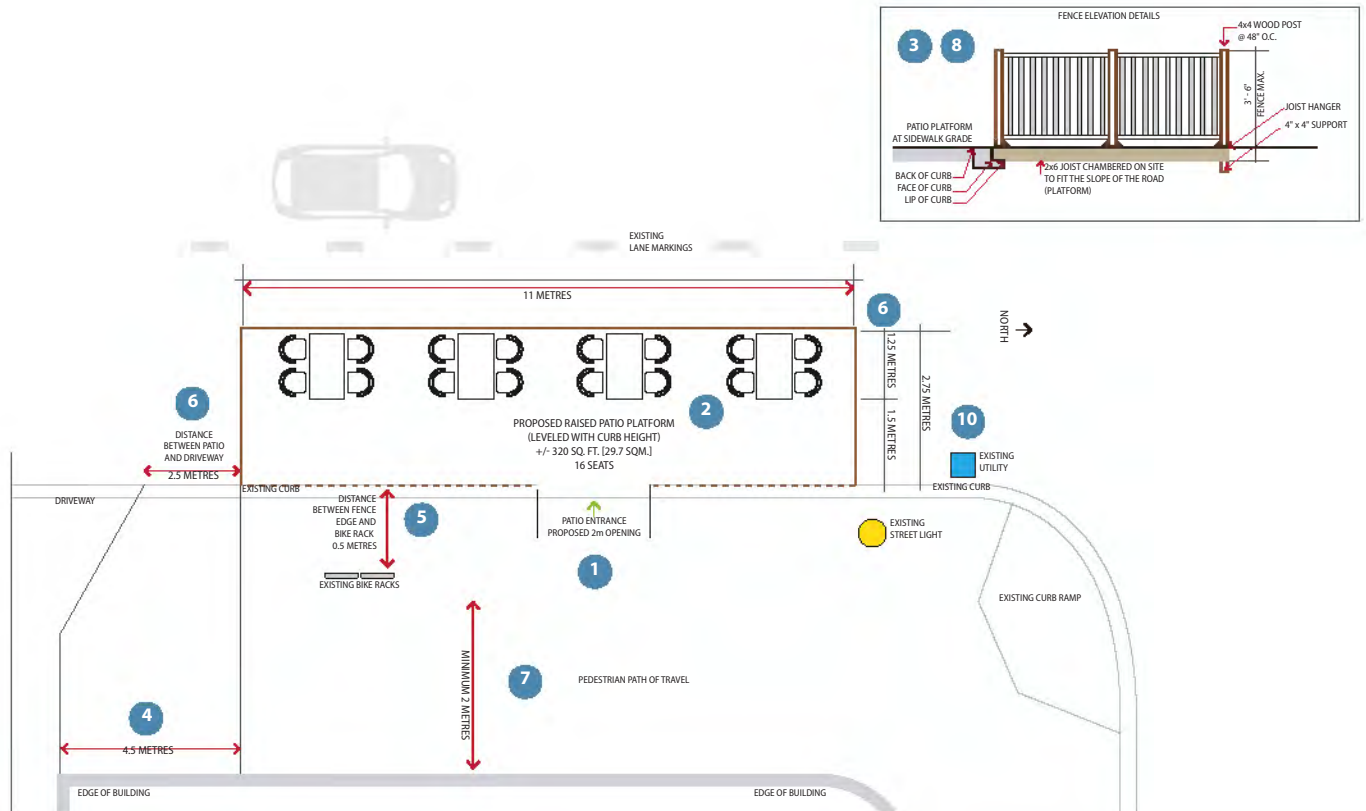 FENCE ELEVATION DETAILS
3
8
4x4 WOOD POST
@ 48" O.C.
3' - 6"
FENCE MAX.
JOIST HANGER
4" x 4" SUPPORT
PATIO PLATFORM
AT SIDEWALK GRADE
BACK OF CURB
FACE OF CURB
LIP OF CURB
2x6 JOIST CHAMBERED ON SITE
TO FIT THE SLOPE OF THE ROAD
(PLATFORM)
EXISTING
LANE MARKINGS
11 METRES
6
NORTH
1.25 METRES
2.75 METRES
1.5 METRES
2
PROPOSED RAISED PATIO PLATFORM
(LEVELED WITH CURB HEIGHT)
+/- 320 SQ. FT. [29.7 SQM.]
16 SEATS
6
DISTANCE
BETWEEN PATIO
AND DRIVEWAY
2.5 METRES
10
EXISTING
UTILITY
EXISTING CURB
DRIVEWAY
EXISTING CURB
DISTANCE
BETWEEN FENCE
EDGE AND
BIKE RACK
0.5 METRES
5
PATIO ENTRANCE
PROPOSED 2m OPENING
EXISTING
STREET LIGHT
1
EXISTING BIKE RACKS
EXISTING CURB RAMP
MINIMUM 2 METRES
7
PEDESTRIAN PATH OF TRAVEL
4
4.5 METRES
EDGE OF BUILDING
EDGE OF BUILDING